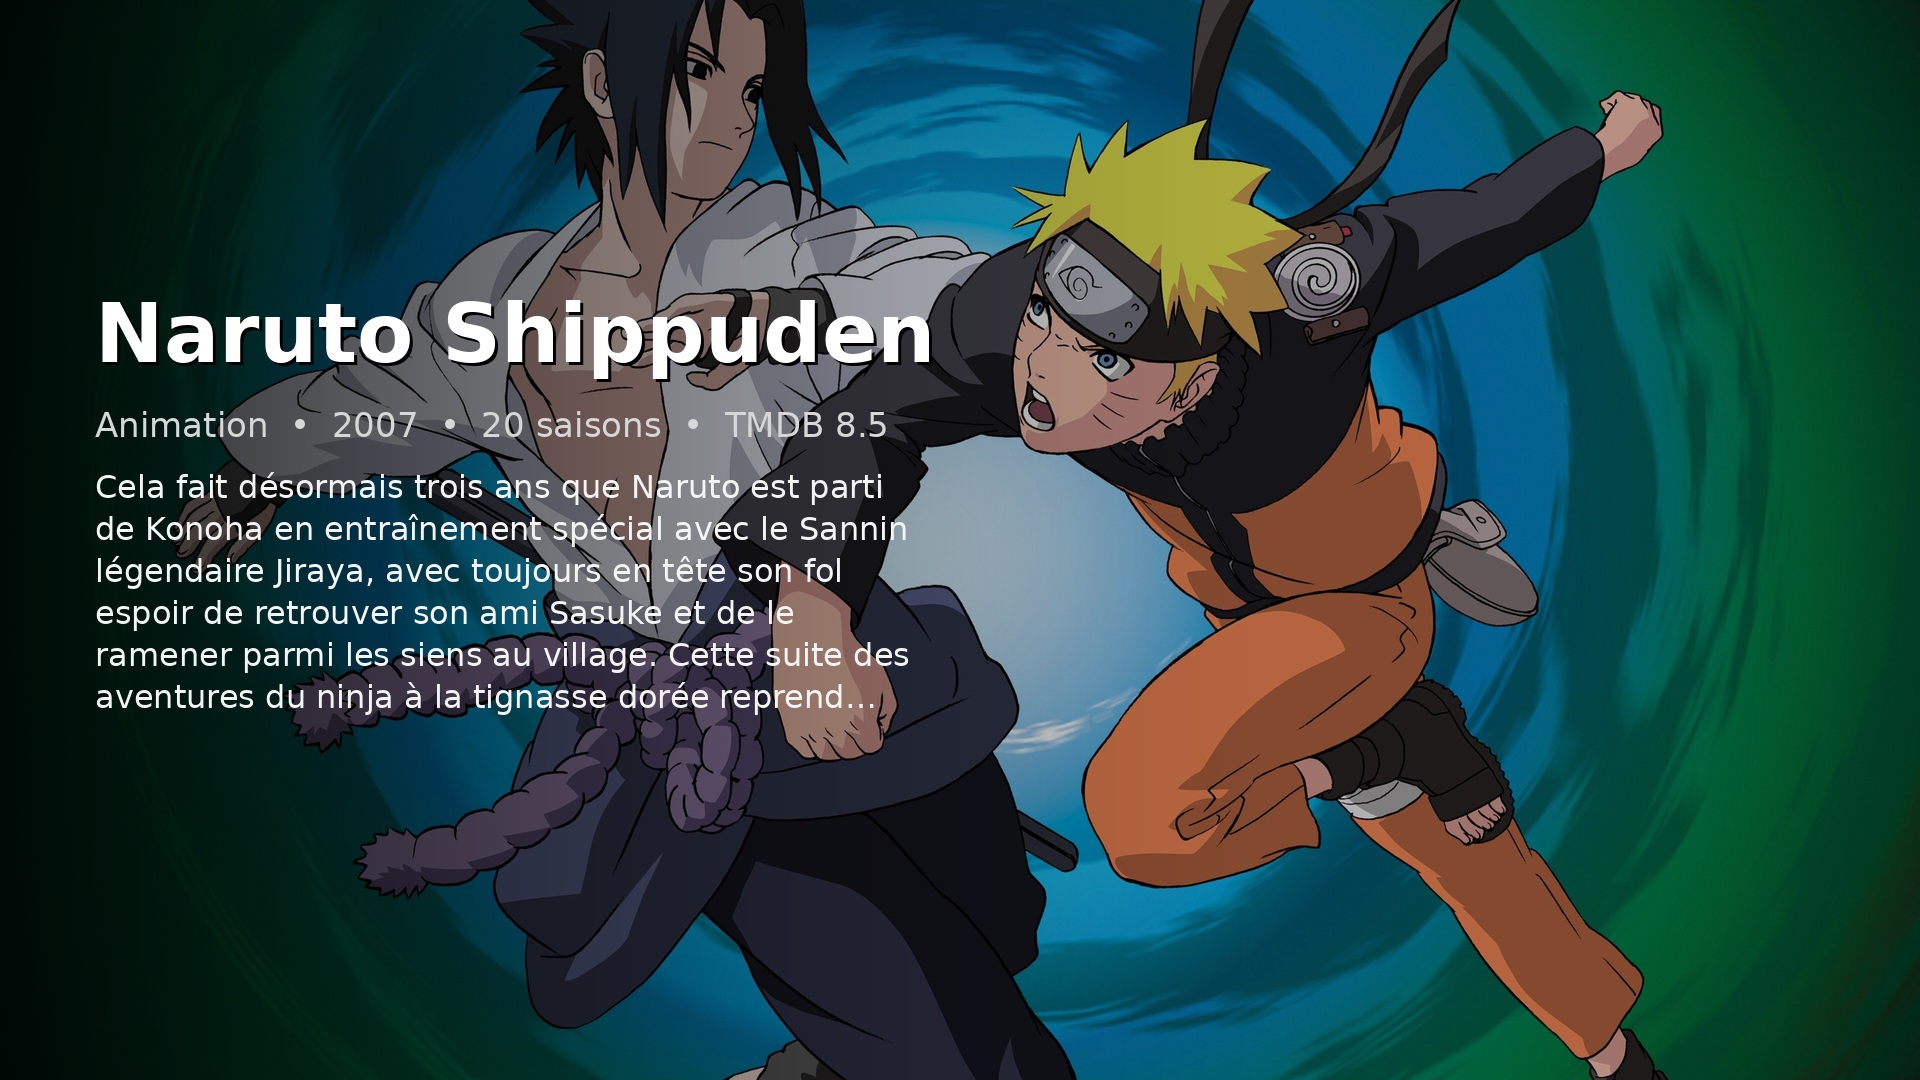 Naruto Shippuden
Animation • 2007 • 20 saisons • TMDB 8.5
Cela fait désormais trois ans que Naruto est parti
de Konoha en entraînement spécial avec le Sannin
légendaire Jiraya, avec toujours en tête son fol
espoir de retrouver son ami Sasuke et de le
ramener parmi les siens au village. Cette suite des
aventures du ninja à la tignasse dorée reprend...